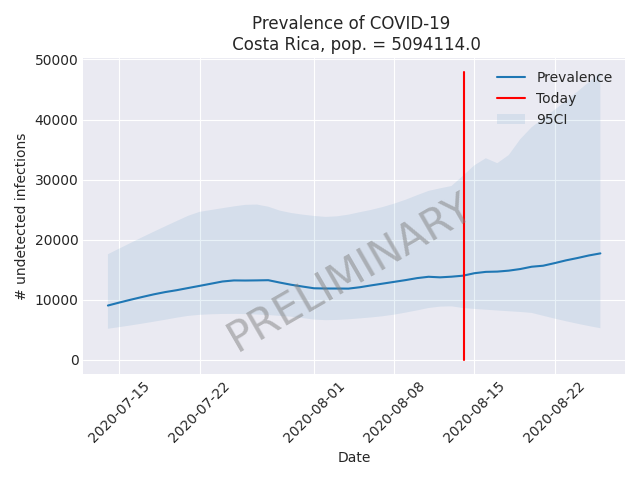 Prevalence of COVID-19
Costa Rica, pop. = 5094114.0
Prevalence
Today
95CI
50000
40000
30000
20000
10000
0
# undetected infections
PRELIMINARY
2020-07-15
2020-07-22
2020-08-01
2020-08-08
2020-08-15
2020-08-22
Date